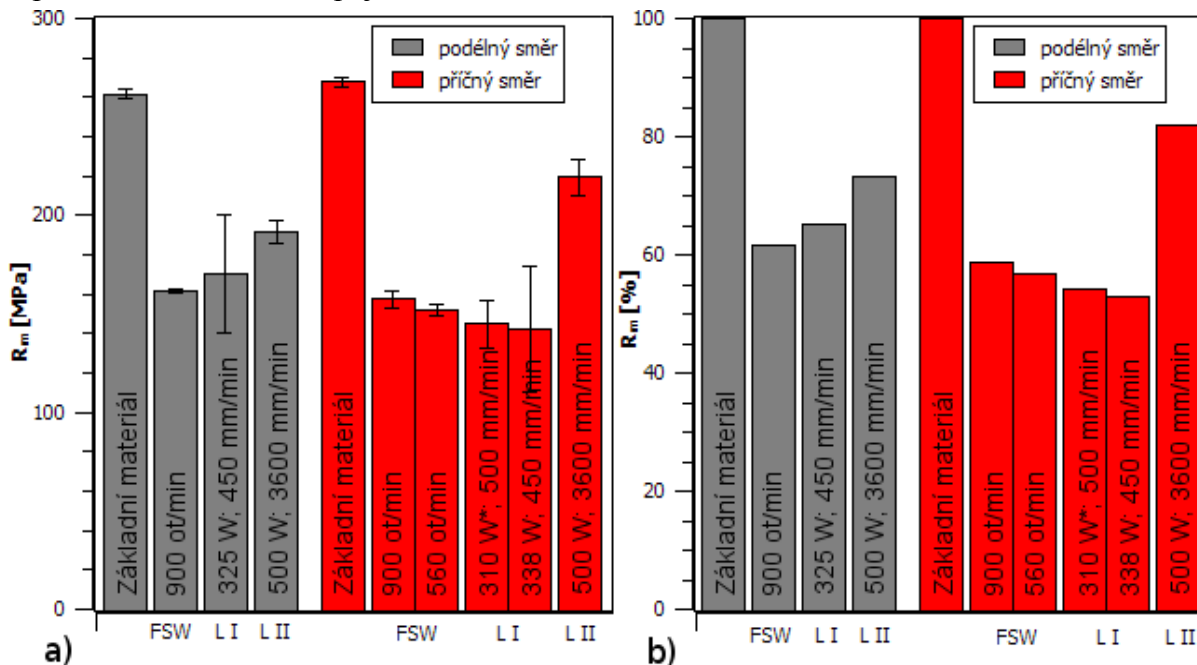 300
200
100
0
Rm [MPa]
podélný směr
příčný směr
Základní materiál
900 ot/min
325 W; 450 mm/min
500 W; 3600 mm/min
Základní materiál
900 ot/min
560 ot/min
310 W*; 500 mm/min
338 W; 450 mm/min
500 W; 3600 mm/min
FSW
L I
L II
FSW
L I
L II
a)
100
80
60
40
20
0
Rm [%]
podélný směr
příčný směr
Základní materiál
900 ot/min
325 W; 450 mm/min
500 W; 3600 mm/min
Základní materiál
900 ot/min
560 ot/min
310 W*; 500 mm/min
338 W; 450 mm/min
500 W; 3600 mm/min
FSW
L I
L II
FSW
L I
L II
b)